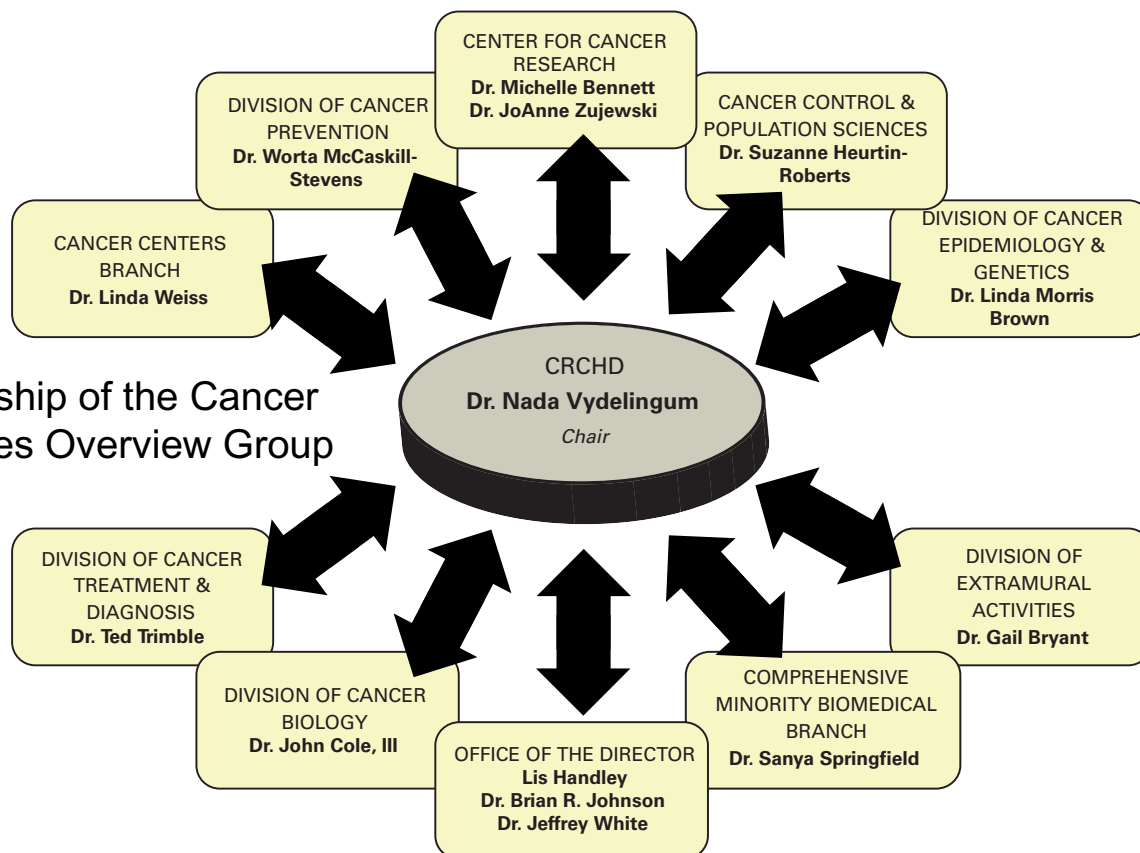 CENTER FOR CANCER
RESEARCH
Dr. Michelle Bennett
Dr. JoAnne Zujewski
DIVISION OF CANCER
PREVENTION
Dr. Worta McCaskill-
Stevens
CANCER CONTROL &
POPULATION SCIENCES
Dr. Suzanne Heurtin-
Roberts
CANCER CENTERS
BRANCH
Dr. Linda Weiss
DIVISION OF CANCER
EPIDEMIOLOGY &
GENETICS
Dr. Linda Morris
Brown
CRCHD
Dr. Nada Vydelingum
Chair
ship of the Cancer
es Overview Group
DIVISION OF CANCER
TREATMENT &
DIAGNOSIS
Dr. Ted Trimble
DIVISION OF
EXTRAMURAL
ACTIVITIES
Dr. Gail Bryant
DIVISION OF CANCER
BIOLOGY
Dr. John Cole, III
COMPREHENSIVE
MINORITY BIOMEDICAL
BRANCH
Dr. Sanya Springfield
OFFICE OF THE DIRECTOR
Lis Handley
Dr. Brian R. Johnson
Dr. Jeffrey White